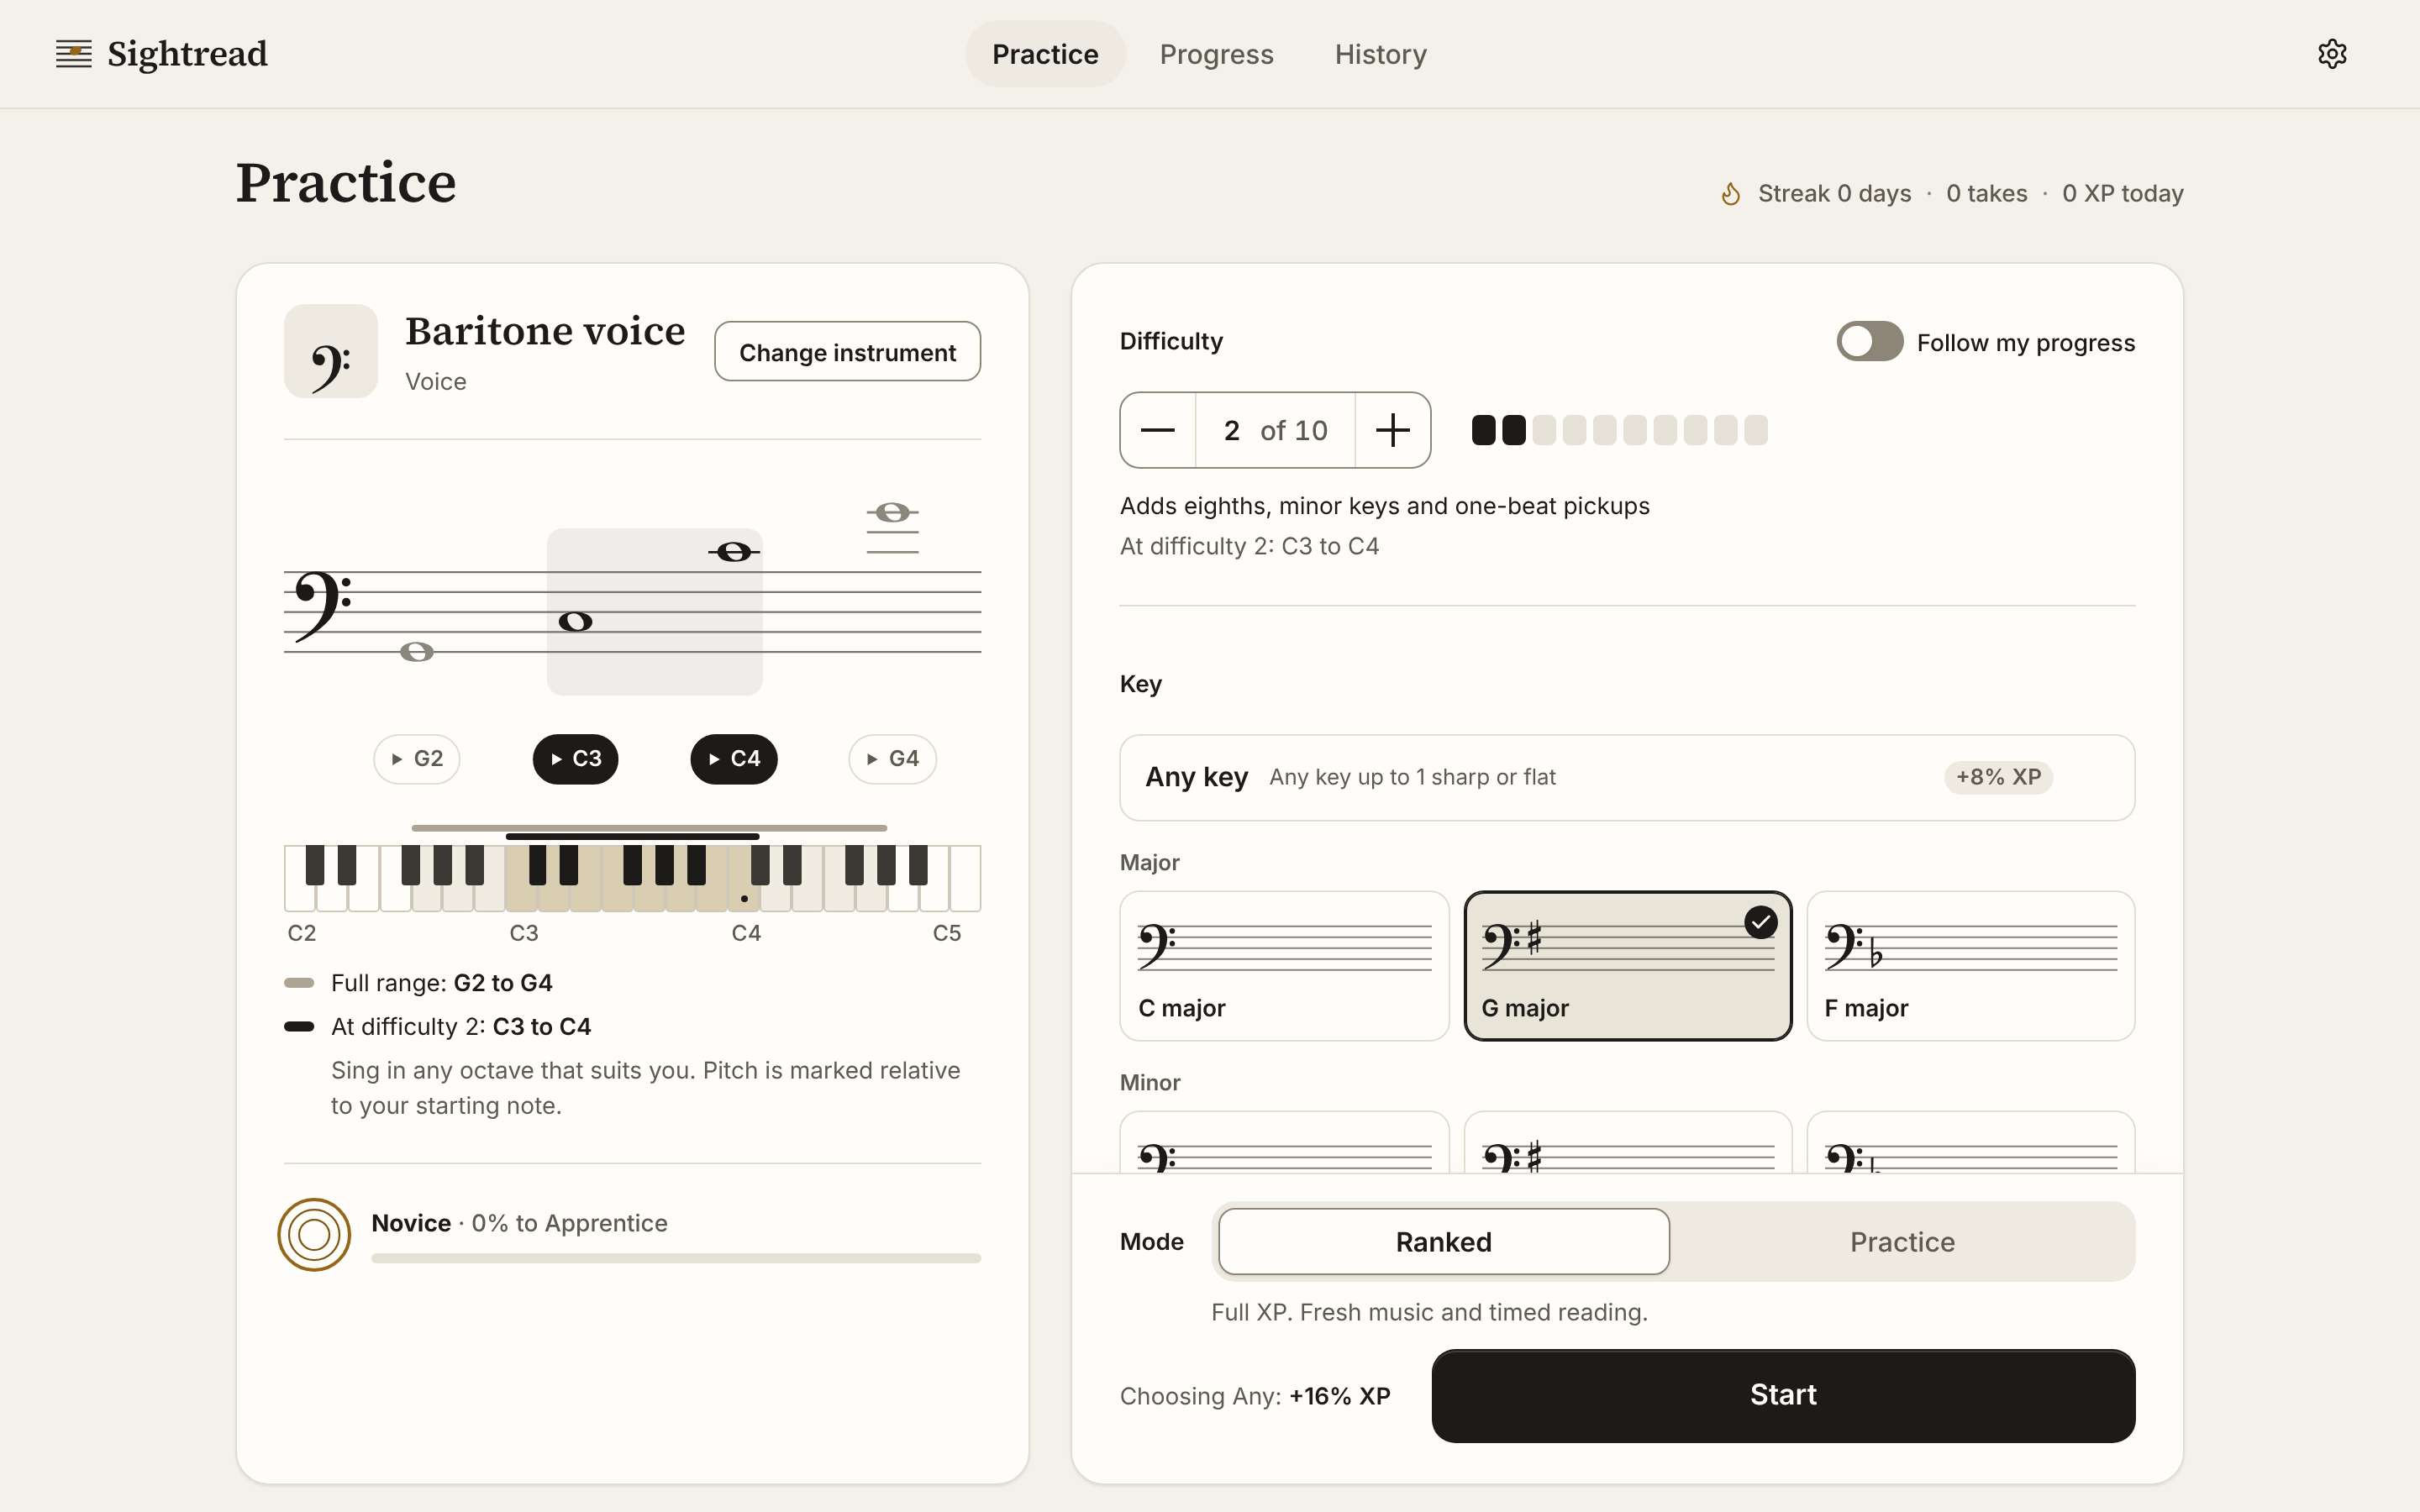 Sightread
Practice
Progress
History
Practice
Streak 0 days · 0 takes · 0 XP today
Baritone voice
Voice
Change instrument
G2
C3
C4
G4
C2
C3
C4
C5
Full range: G2 to G4
At difficulty 2: C3 to C4
Sing in any octave that suits you. Pitch is marked relative
to your starting note.
Novice · 0% to Apprentice
Difficulty
Follow my progress
2 of 10
Adds eighths, minor keys and one-beat pickups
At difficulty 2: C3 to C4
Key
Any key Any key up to 1 sharp or flat
+8% XP
Major
C major
G major
F major
Minor
Mode
Ranked
Practice
Full XP. Fresh music and timed reading.
Choosing Any: +16% XP
Start